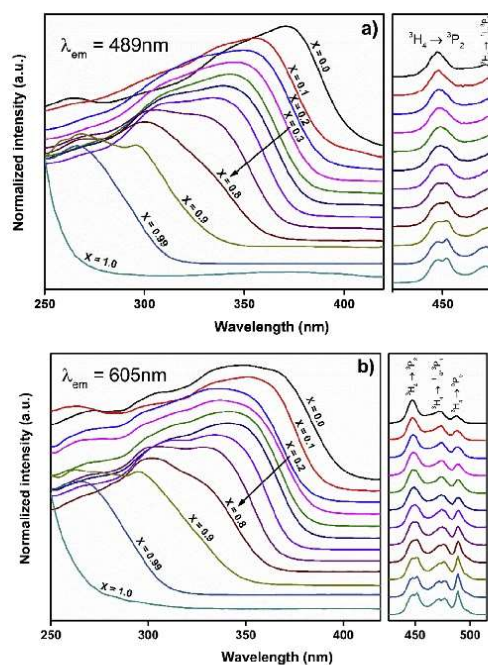 a)
λem = 489nm
³H₄ → ³P₂
X = 0.0
X = 0.1
X = 0.2
X = 0.3
X = 0.8
X = 0.9
X = 0.99
X = 1.0
Normalized intensity (a.u.)
250 300 350 400 450
Wavelength (nm)
b)
λem = 605nm
X = 0.0
X = 0.1
X = 0.2
X = 0.8
X = 0.9
X = 0.99
X = 1.0
Normalized intensity (a.u.)
250 300 350 400 450 500
Wavelength (nm)